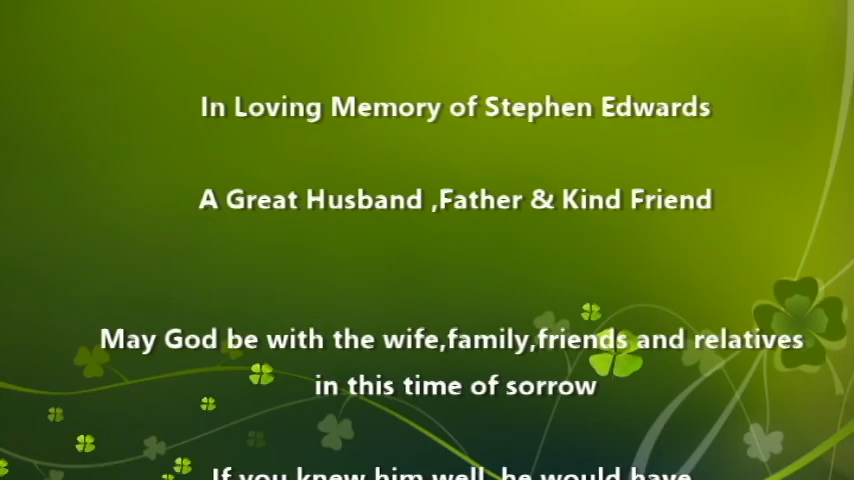 In Loving Memory of Stephen Edwards
A Great Husband ,Father & Kind Friend
May God be with the wife,family,friends and relatives
in this time of sorrow
If you knew him well, he would have